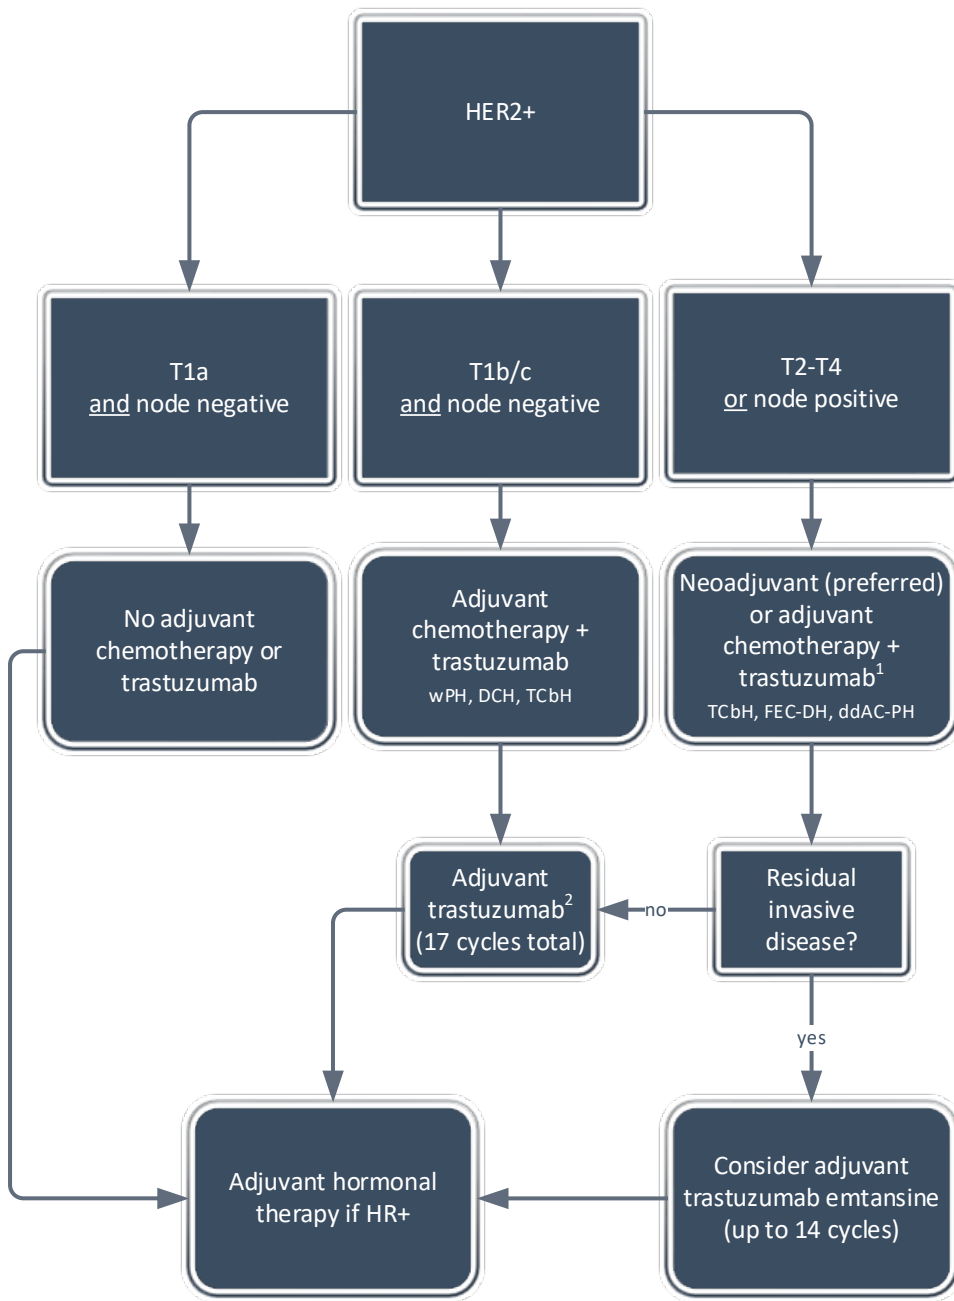 HER2+
T1a
and node negative
T1b/c
and node negative
T2-T4
or node positive
No adjuvant
chemotherapy or
trastuzumab
Adjuvant
chemotherapy +
trastuzumab
wPH, DCH, TCbH
Neoadjuvant (preferred)
or adjuvant
chemotherapy +
trastuzumab1
TCbH, FEC-DH, ddAC-PH
Adjuvant
trastuzumab2
(17 cycles total)
no
Residual
invasive
disease?
yes
Adjuvant hormonal
therapy if HR+
Consider adjuvant
trastuzumab emtansine
(up to 14 cycles)